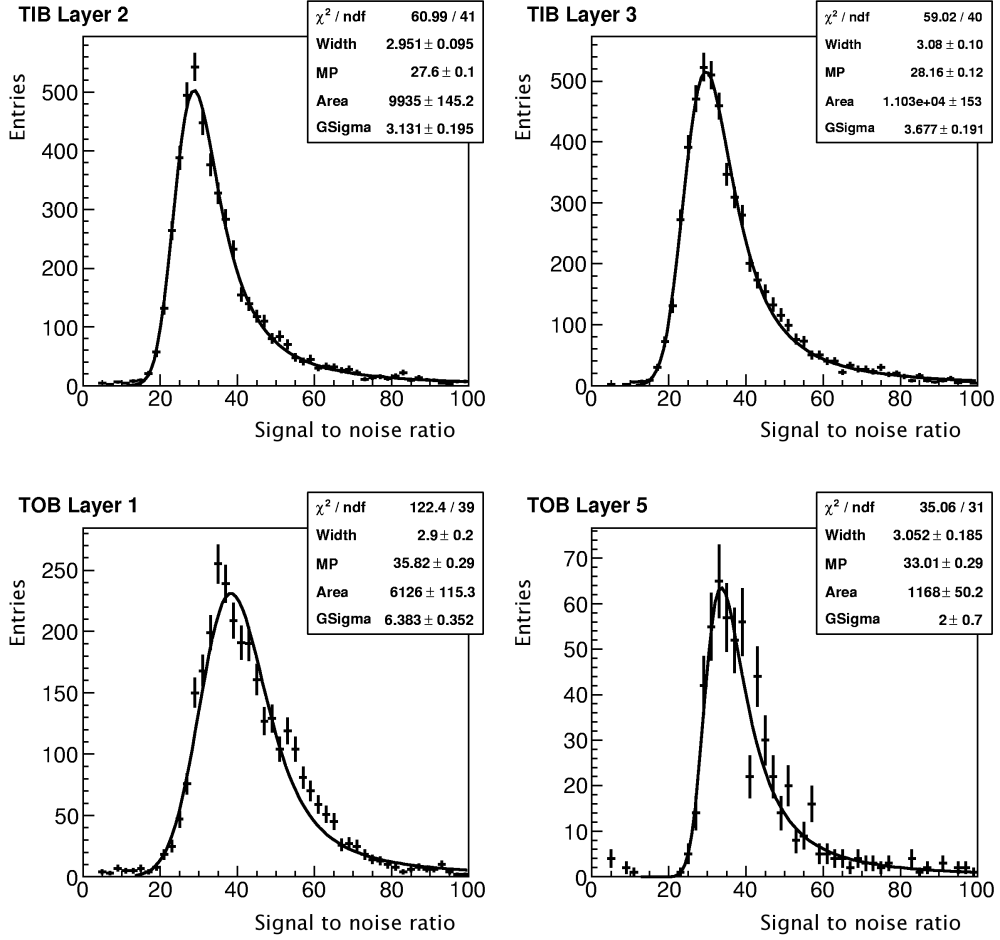 TIB Layer 2
χ² / ndf 60.99 / 41
Width 2.951 ± 0.095
MP 27.6 ± 0.1
Area 9935 ± 145.2
GSigma 3.131 ± 0.195
Entries
500
400
300
200
100
0
0 20 40 60 80 100
Signal to noise ratio
TIB Layer 3
χ² / ndf 59.02 / 40
Width 3.08 ± 0.10
MP 28.16 ± 0.12
Area 1.103e+04 ± 153
GSigma 3.677 ± 0.191
Entries
500
400
300
200
100
0
0 20 40 60 80 100
Signal to noise ratio
TOB Layer 1
χ² / ndf 122.4 / 39
Width 2.9 ± 0.2
MP 35.82 ± 0.29
Area 6126 ± 115.3
GSigma 6.383 ± 0.352
Entries
250
200
150
100
50
0
0 20 40 60 80 100
Signal to noise ratio
TOB Layer 5
χ² / ndf 35.06 / 31
Width 3.052 ± 0.185
MP 33.01 ± 0.29
Area 1168 ± 50.2
GSigma 2 ± 0.7
Entries
70
60
50
40
30
20
10
0
0 20 40 60 80 100
Signal to noise ratio